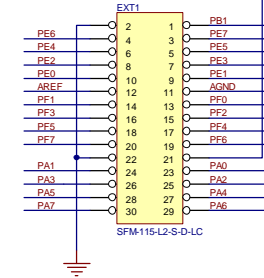 EXT1
2 1 PB1
PE6 4 3 PE7
PE4 6 5 PE5
PE2 8 7 PE3
PE0 10 9 PE1
AREF 12 11 AGND
PF1 14 13 PF0
PF3 16 15 PF2
PF5 18 17 PF4
PF7 20 19 PF6
22 21
PA1 24 23 PA0
PA3 26 25 PA2
PA5 28 27 PA4
PA7 30 29 PA6
SFM-115-L2-S-D-LC